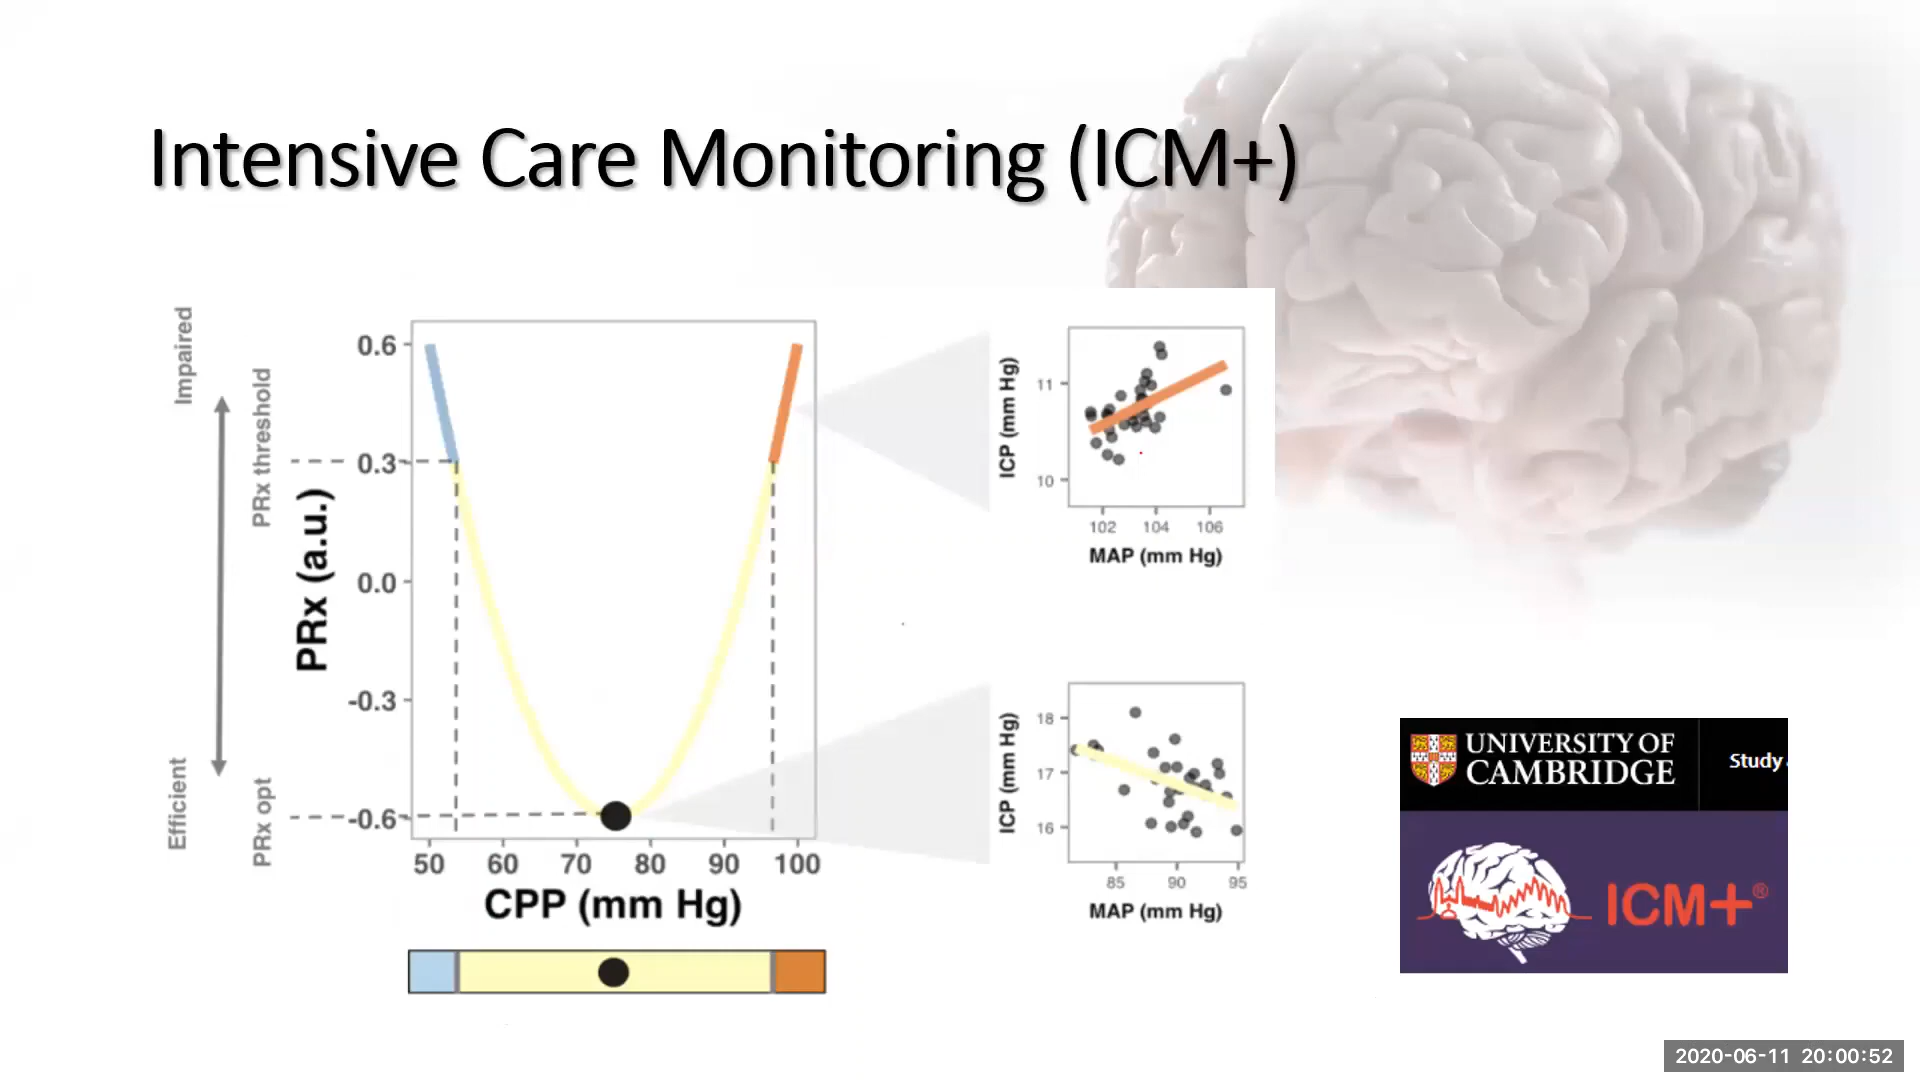 Intensive Care Monitoring (ICM+)
Impaired
Efficient
PRx threshold
PRx opt
PRx (a.u.)
0.6
0.3
0.0
-0.3
-0.6
50 60 70 80 90 100
CPP (mm Hg)
ICP (mm Hg)
11
10
102 104 106
MAP (mm Hg)
ICP (mm Hg)
18
17
16
85 90 95
MAP (mm Hg)
UNIVERSITY OF
CAMBRIDGE
Study
ICM+®
2020-06-11 20:00:52